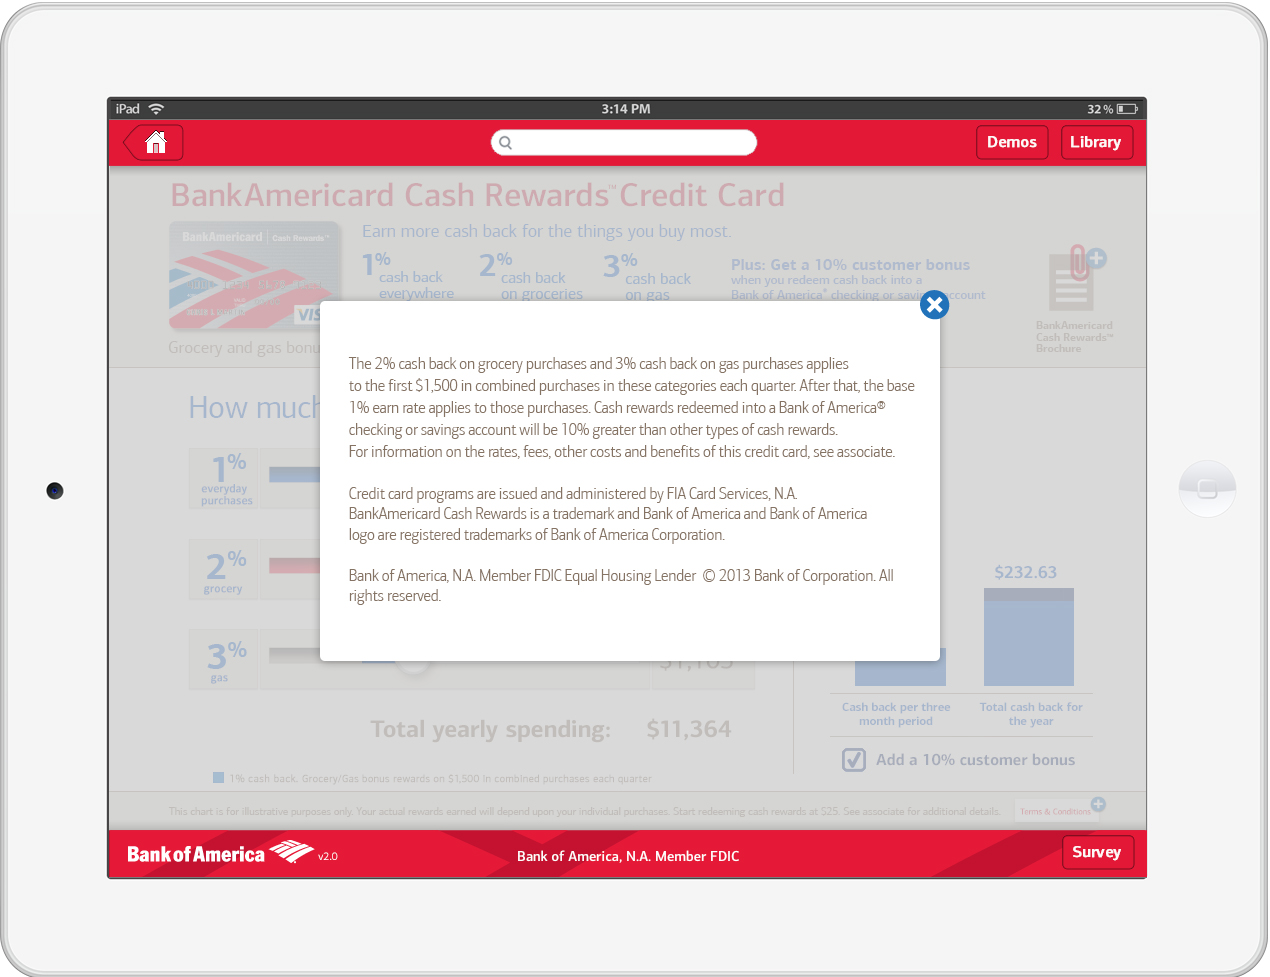 iPad
3:14 PM
32 %
Demos
Library
BankAmericard Cash Rewards™ Credit Card
BankAmericard Cash Rewards™
Earn more cash back for the things you buy most.
1% cash back everywhere
2% cash back on groceries
3% cash back on gas
Plus: Get a 10% customer bonus
when you redeem cash back into a
Bank of America® checking or
VIS
Grocery and gas
BankAmericard
Cash Rewards™
Brochure
The 2% cash back on grocery purchases and 3% cash back on gas purchases applies
to the first $1,500 in combined purchases in these categories each quarter. After that, the base
1% earn rate applies to those purchases. Cash rewards redeemed into a Bank of America®
checking or savings account will be 10% greater than other types of cash rewards.
For information on the rates, fees, other costs and benefits of this credit card, see associate.
Credit card programs are issued and administered by FIA Card Services, N.A.
BankAmericard Cash Rewards is a trademark and Bank of America and Bank of America
logo are registered trademarks of Bank of America Corporation.
Bank of America, N.A. Member FDIC Equal Housing Lender © 2013 Bank of Corporation. All
rights reserved.
How much
1%
everyday
purchases
2%
grocery
3%
gas
Total yearly spending: $11,364
1% cash back. Grocery/Gas bonus rewards on $1,500 in combined purchases each quarter
$232.63
Cash back per three
month period
Total cash back for
the year
Add a 10% customer bonus
This chart is for illustrative purposes only. Your actual rewards earned will depend upon your individual purchases. Start redeeming cash rewards at $25. See associate for additional details.
Terms & Conditions
Bank of America
v2.0
Bank of America, N.A. Member FDIC
Survey